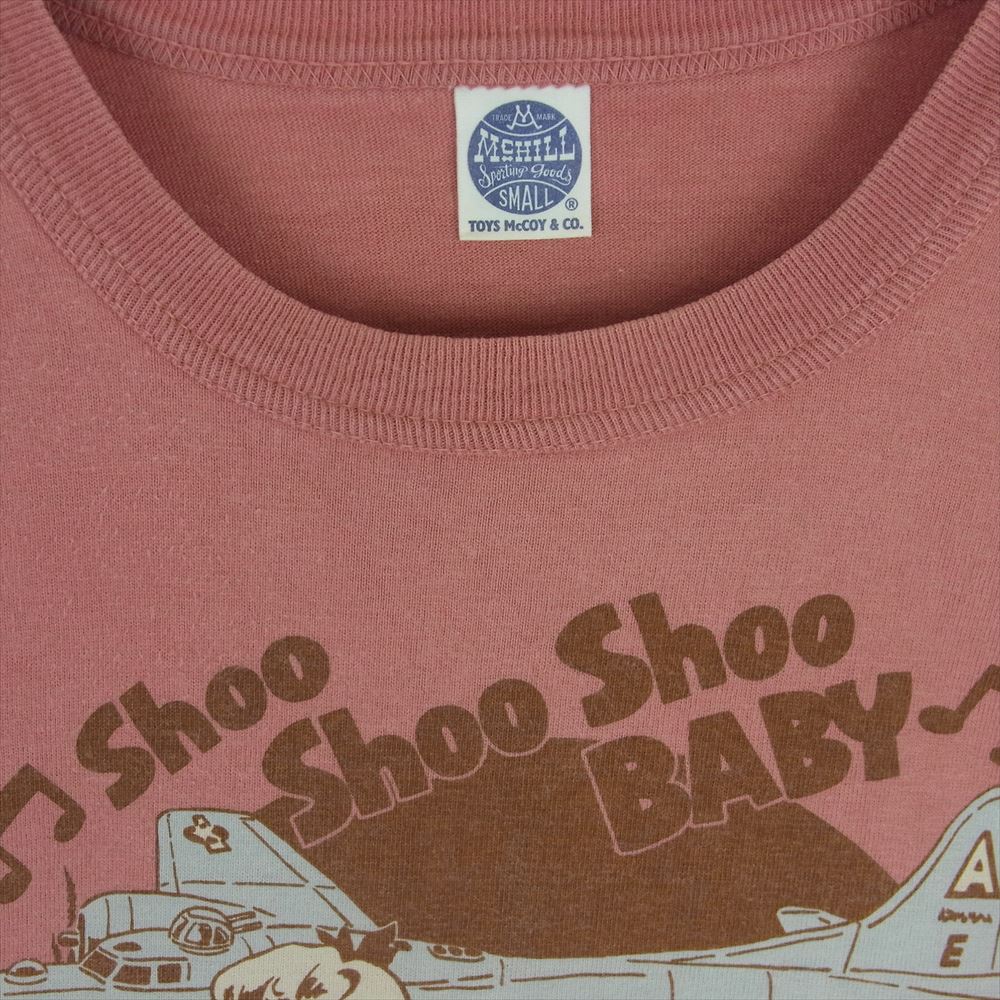 TRADE MARK
McHILL
Sporting Goods
SMALL ®
TOYS McCOY & CO.
Shoo
Shoo Shoo
BABY
A
E